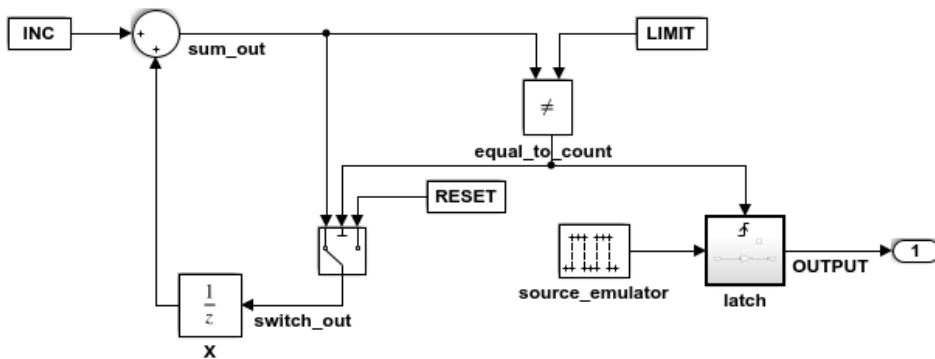 INC
+
+
sum_out
LIMIT
≠
equal_to_count
RESET
source_emulator
OUTPUT
1
latch
1
z
switch_out
X